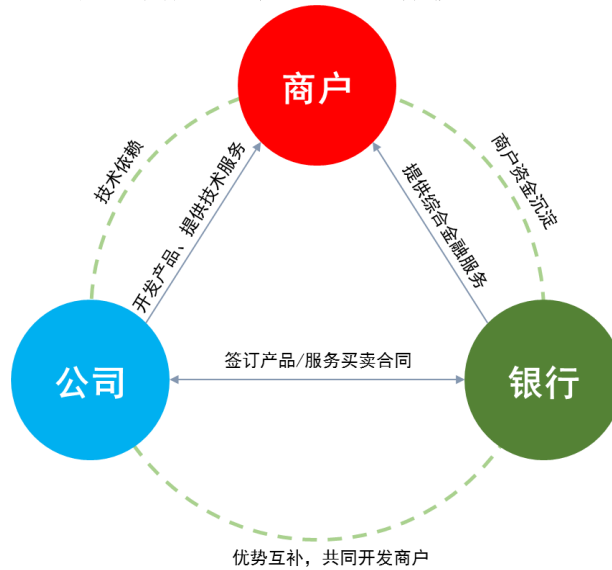 商户
技术依赖
开发产品、提供技术服务
提供综合金融服务
商户资金沉淀
签订产品/服务买卖合同
公司
银行
优势互补，共同开发商户